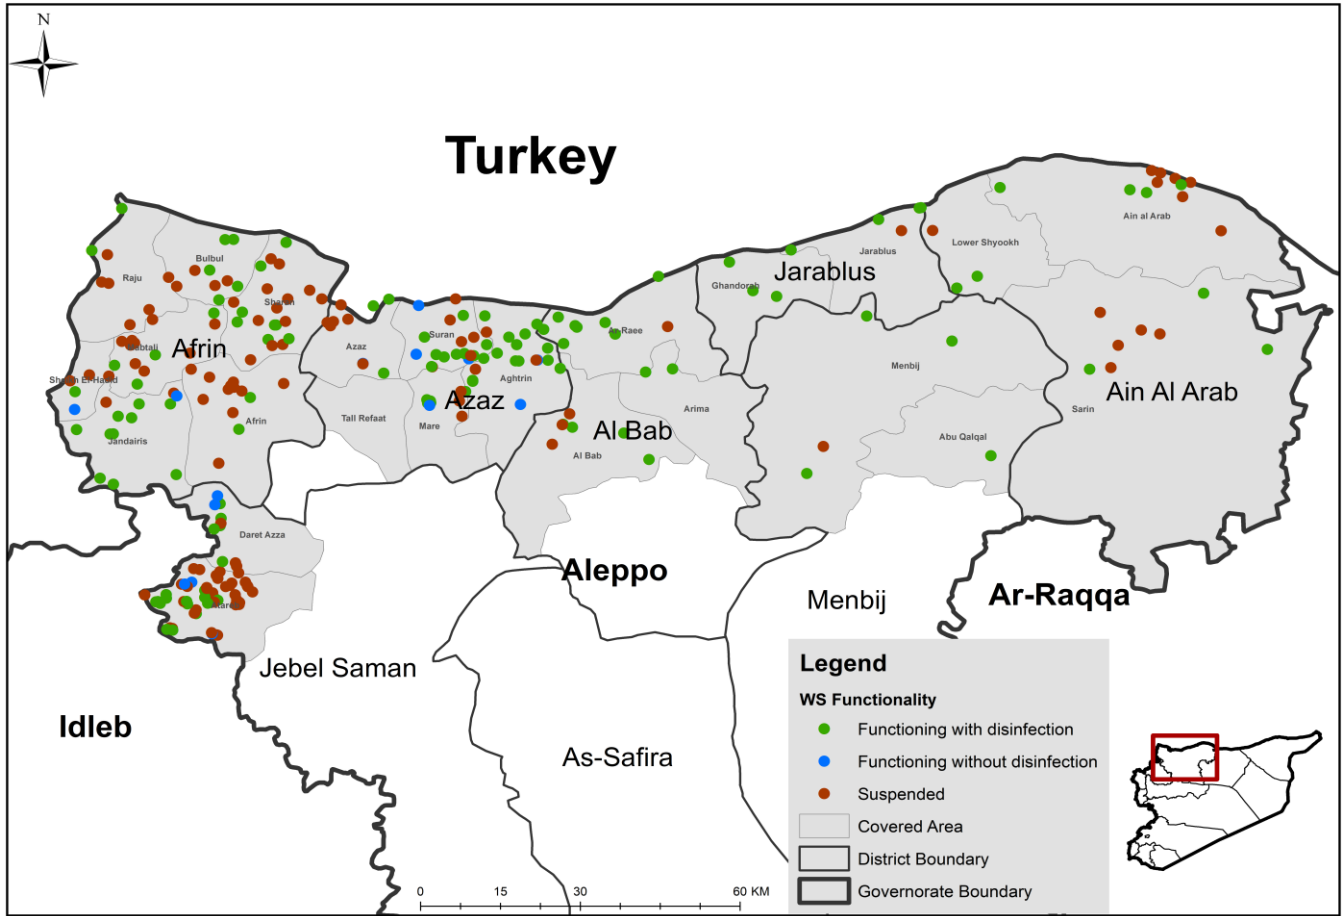 N
Turkey
Ain al Arab
Jarablus
Lower Shyookh
Bulbul
Raju
Ghandorah
Jarablus
Sharan
Suran
Ar-Raee
Azaz
Afrin
Menbij
Aghtrin
Ain Al Arab
Azaz
Arima
Sarin
Afrin
Tall Refaat
Mare
Al Bab
Abu Qalqal
Jandairis
Al Bab
Daret Azza
Aleppo
Menbij
Ar-Raqqa
Jebel Saman
Idleb
As-Safira
Legend
WS Functionality
Functioning with disinfection
Functioning without disinfection
Suspended
Covered Area
District Boundary
Governorate Boundary
0 15 30 60 KM